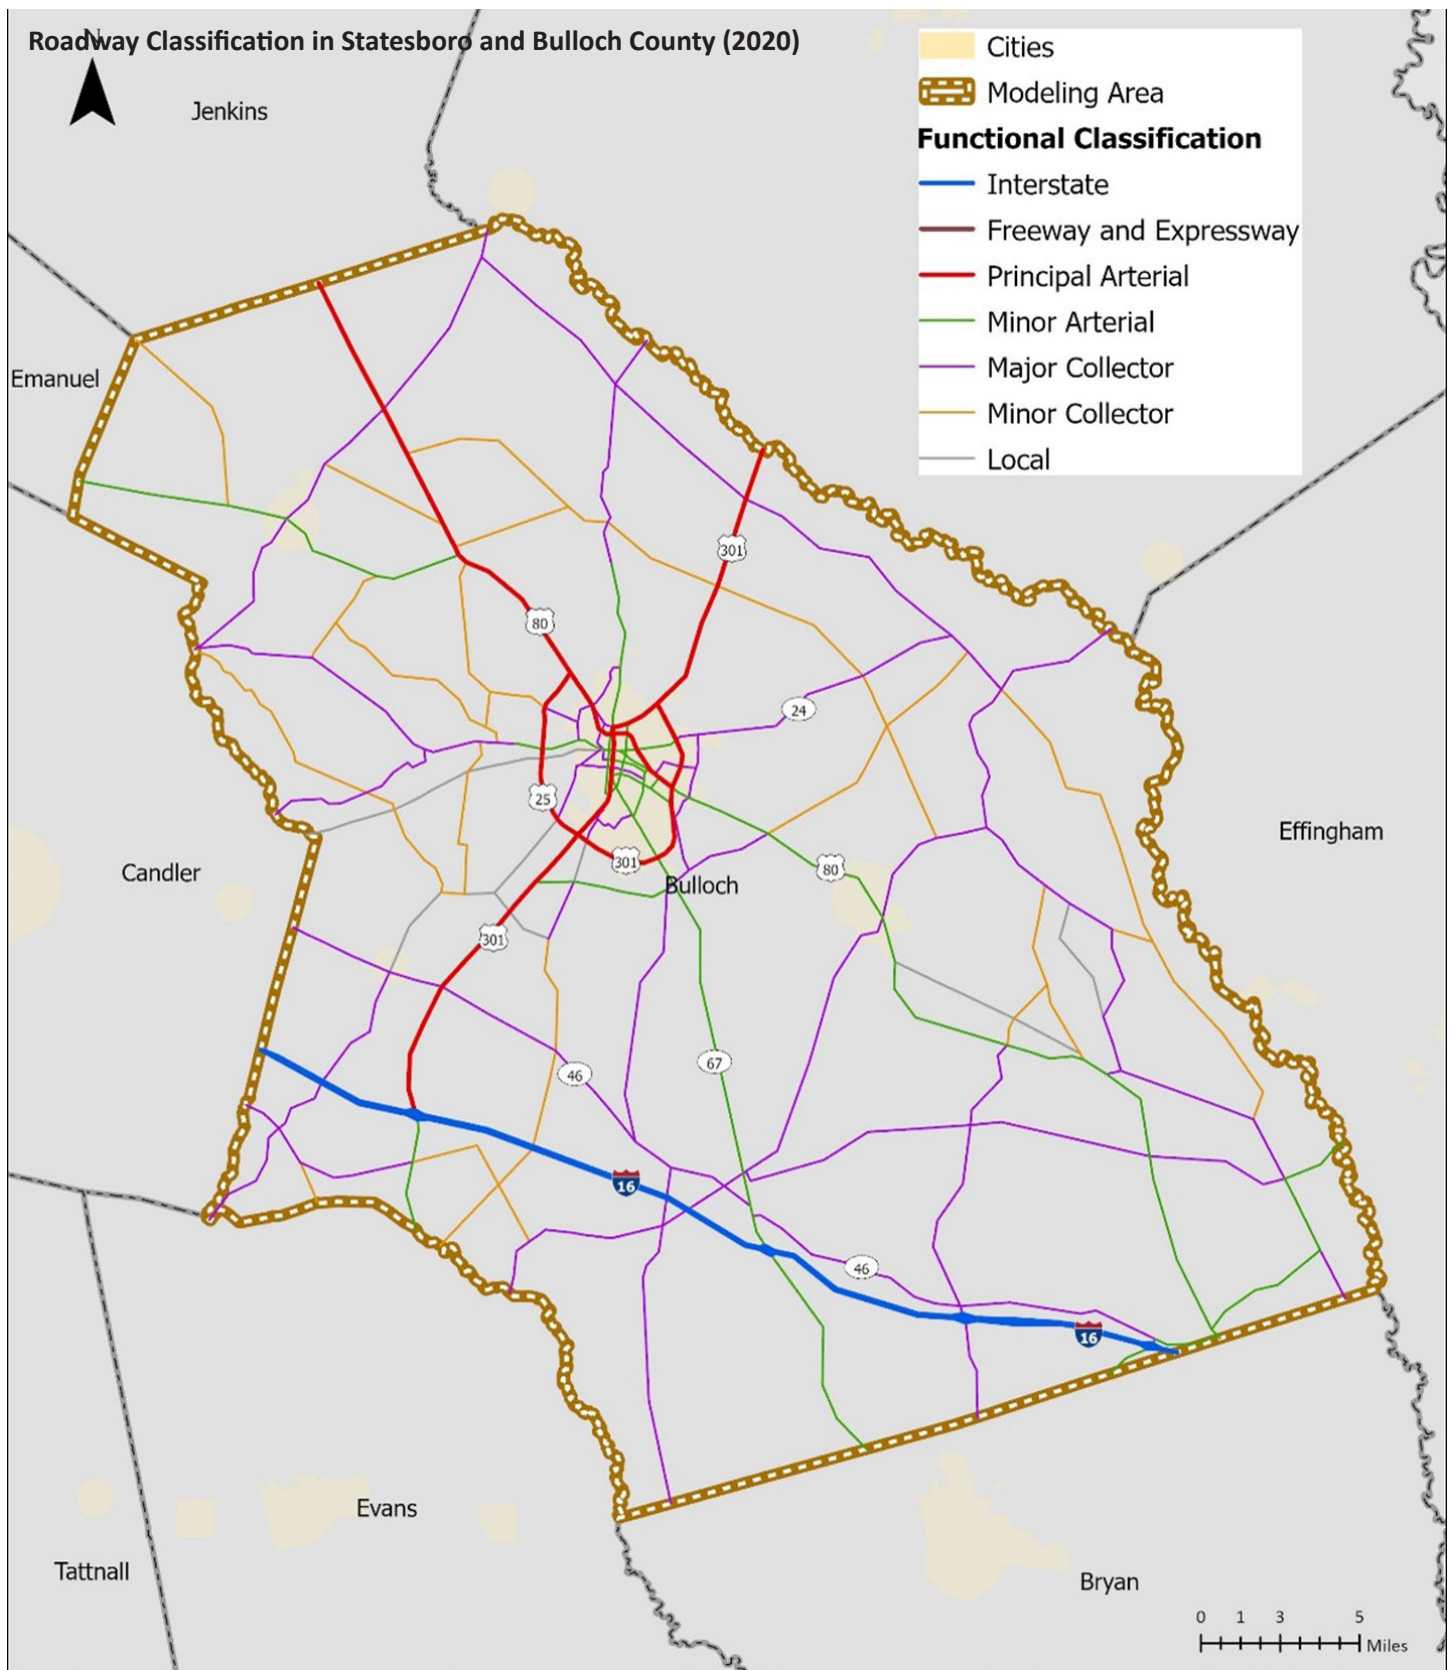 Roadway Classification in Statesboro and Bulloch County (2020)
N
Cities
Modeling Area
Functional Classification
Interstate
Freeway and Expressway
Principal Arterial
Minor Arterial
Major Collector
Minor Collector
Local
Jenkins
Emanuel
301
80
24
25
301
80
Bulloch
Effingham
Candler
301
67
46
16
46
16
Evans
Tattnall
Bryan
0 1 3 5
Miles